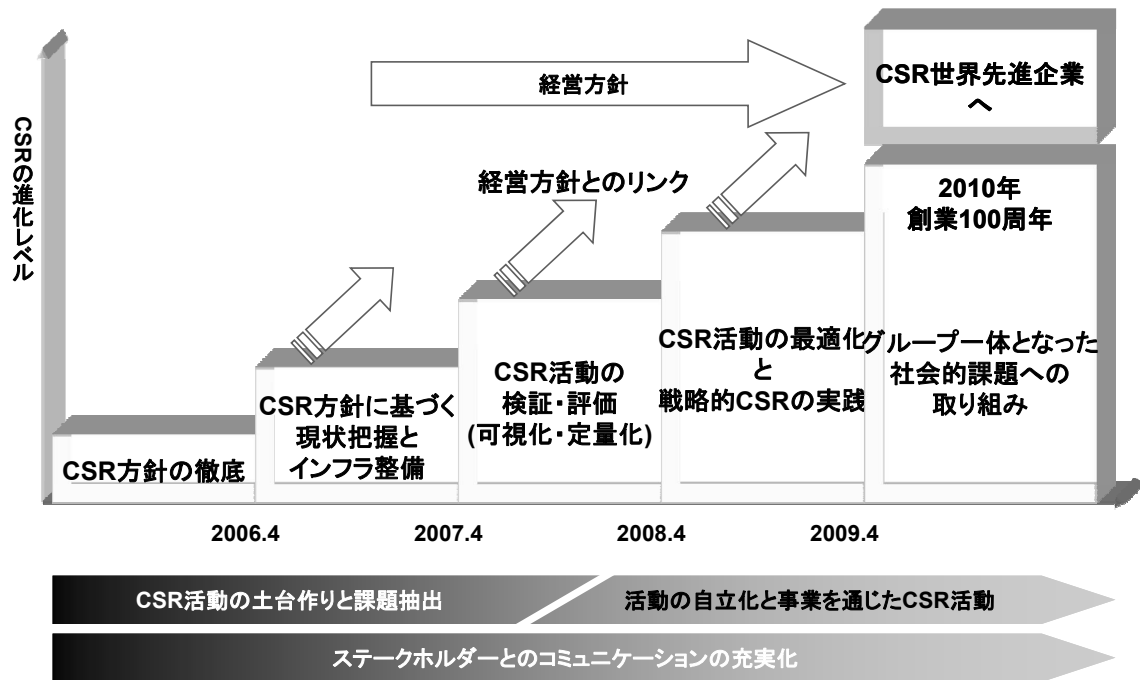 経営方針
CSR世界先進企業
へ
CSRの進化レベル
経営方針とのリンク
2010年
創業100周年
CSR方針の徹底
CSR方針に基づく
現状把握と
インフラ整備
CSR活動の
検証・評価
(可視化・定量化)
CSR活動の最適化
と
戦略的CSRの実践
グループ一体となった
社会的課題への
取り組み
2006.4
2007.4
2008.4
2009.4
CSR活動の土台作りと課題抽出
活動の自立化と事業を通じたCSR活動
ステークホルダーとのコミュニケーションの充実化